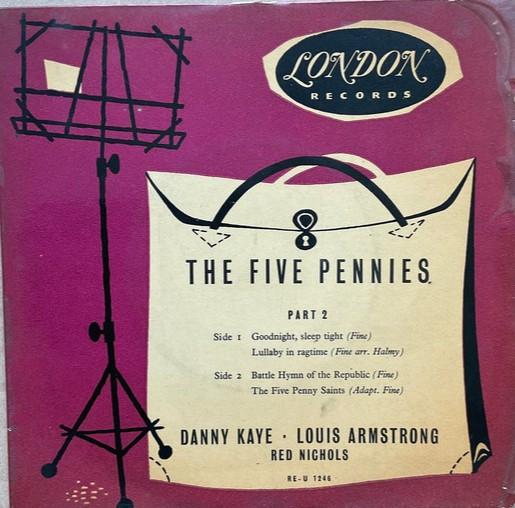 LONDON
RECORDS
THE FIVE PENNIES
PART 2
Side 1 Goodnight, sleep tight (Fine)
Lullaby in ragtime (Fine arr. Halmy)
Side 2 Battle Hymn of the Republic (Fine)
The Five Penny Saints (Adapt. Fine)
DANNY KAYE · LOUIS ARMSTRONG
RED NICHOLS
RE-U 1246